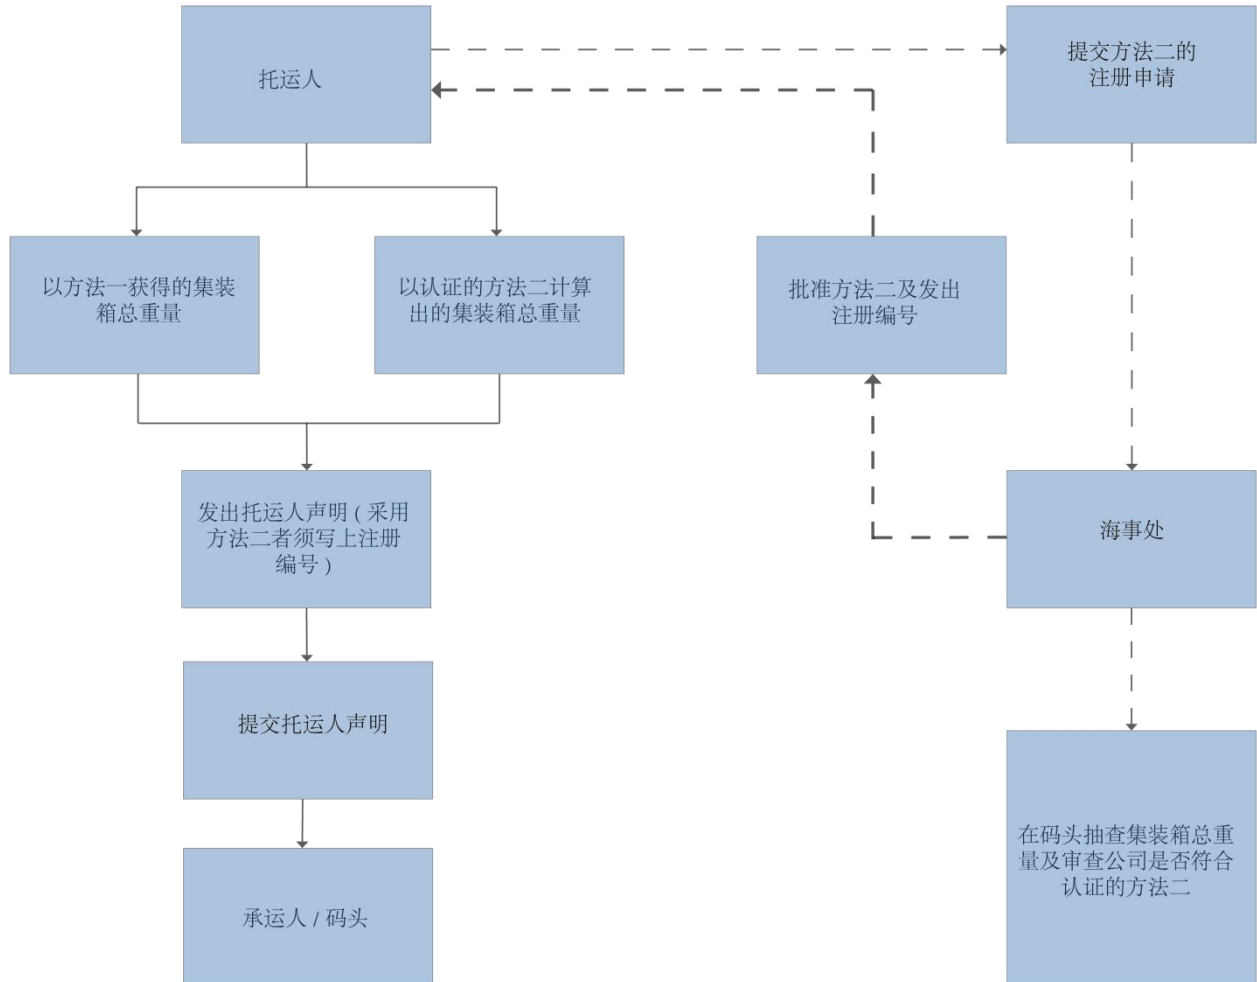 托运人
提交方法二的
注册申请
以方法一获得的集装
箱总重量
以认证的方法二计算
出的集装箱总重量
批准方法二及发出
注册编号
发出托运人声明 ( 采用
方法二者须写上注册
编号 )
海事处
提交托运人声明
在码头抽查集装箱总重
量及审查公司是否符合
认证的方法二
承运人 / 码头